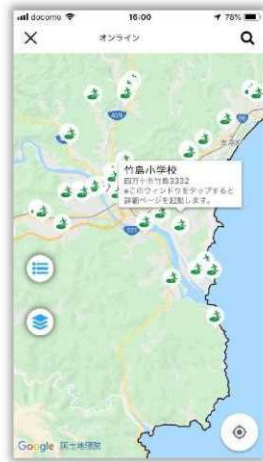 docomo 16:00 78%
オンライン
竹島小学校
四万十市竹島3332
※このウィンドウをタップすると
詳細ページを起動します。
Google 国土地理院